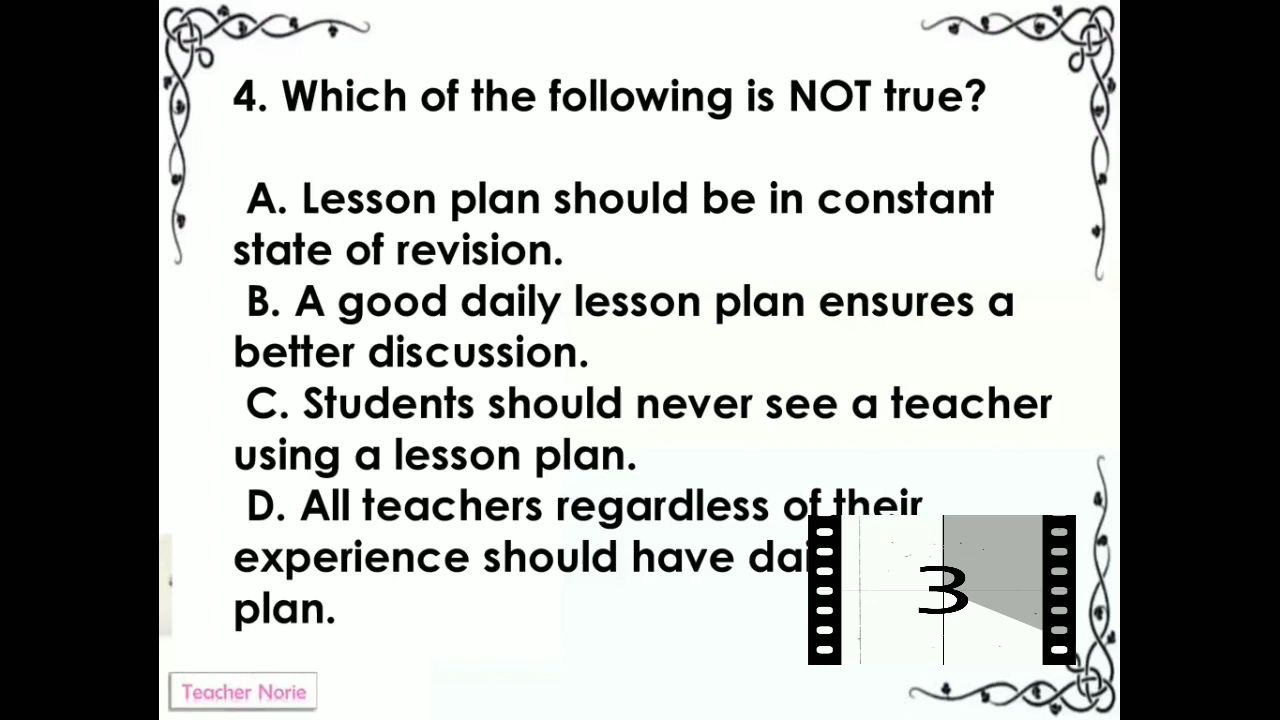 4. Which of the following is NOT true?
A. Lesson plan should be in constant
state of revision.
B. A good daily lesson plan ensures a
better discussion.
C. Students should never see a teacher
using a lesson plan.
D. All teachers regardless of their
experience should have
plan.
3
Teacher Norie